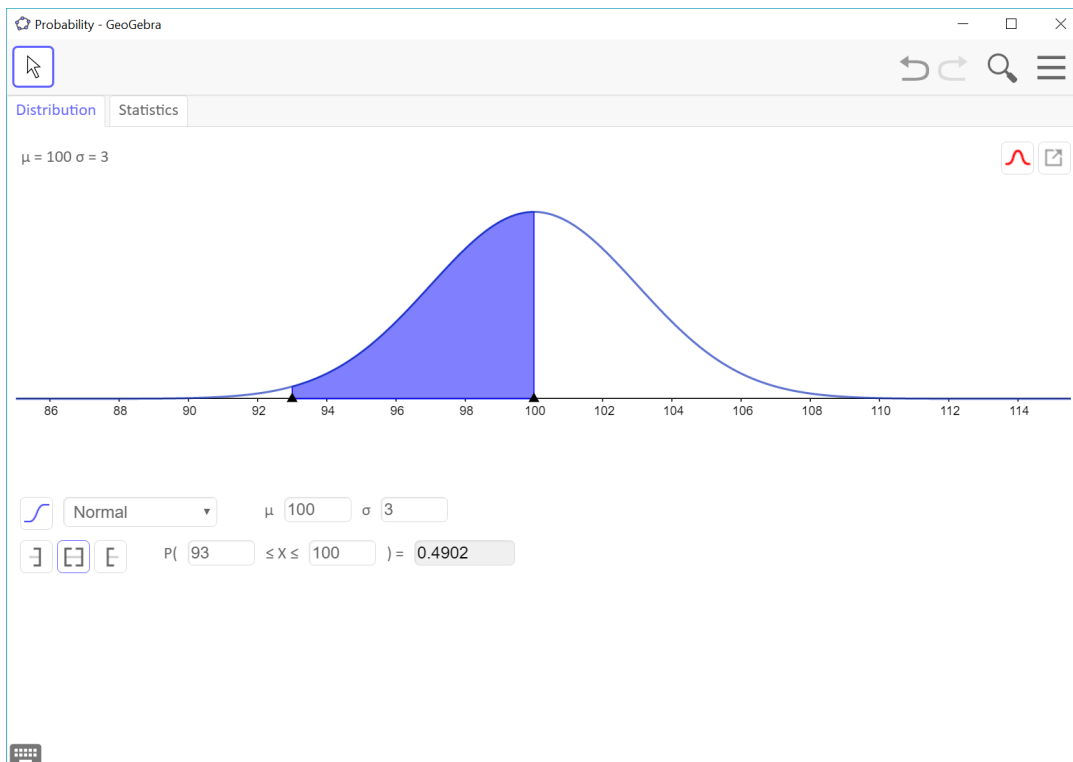 Probability - GeoGebra
Distribution Statistics
μ = 100 σ = 3
86 88 90 92 94 96 98 100 102 104 106 108 110 112 114
Normal μ 100 σ 3
P( 93 ≤ X ≤ 100 ) = 0.4902